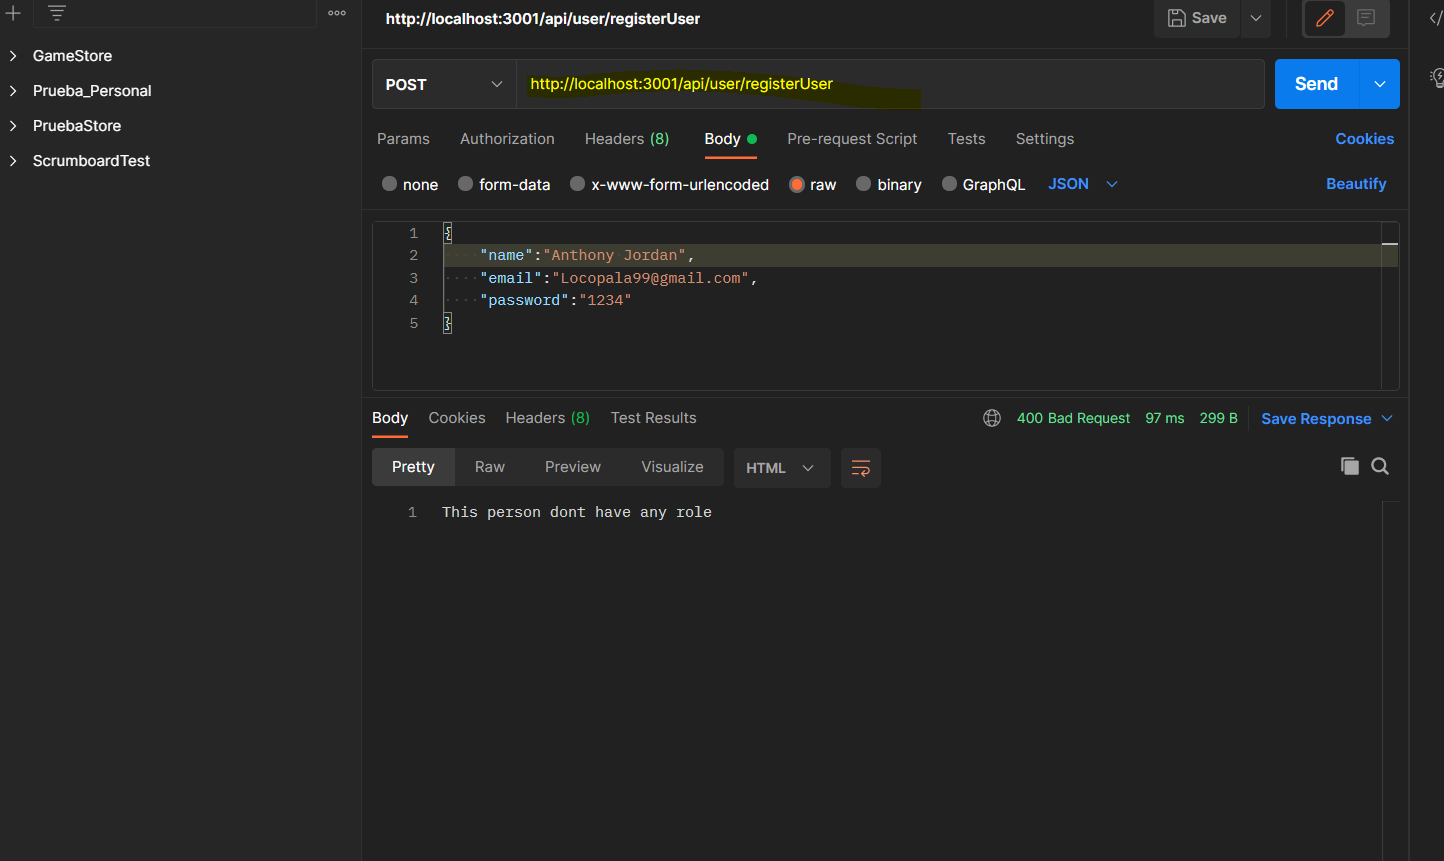 http://localhost:3001/api/user/registerUser
Save
GameStore
Prueba_Personal
PruebaStore
ScrumboardTest
POST
http://localhost:3001/api/user/registerUser
Send
Params Authorization Headers (8) Body Pre-request Script Tests Settings Cookies
none form-data x-www-form-urlencoded raw binary GraphQL JSON Beautify
1 {
2 "name":"Anthony Jordan",
3 "email":"Locopala99@gmail.com",
4 "password":"1234"
5 }
Body Cookies Headers (8) Test Results 400 Bad Request 97 ms 299 B Save Response
Pretty Raw Preview Visualize HTML
1 This person dont have any role